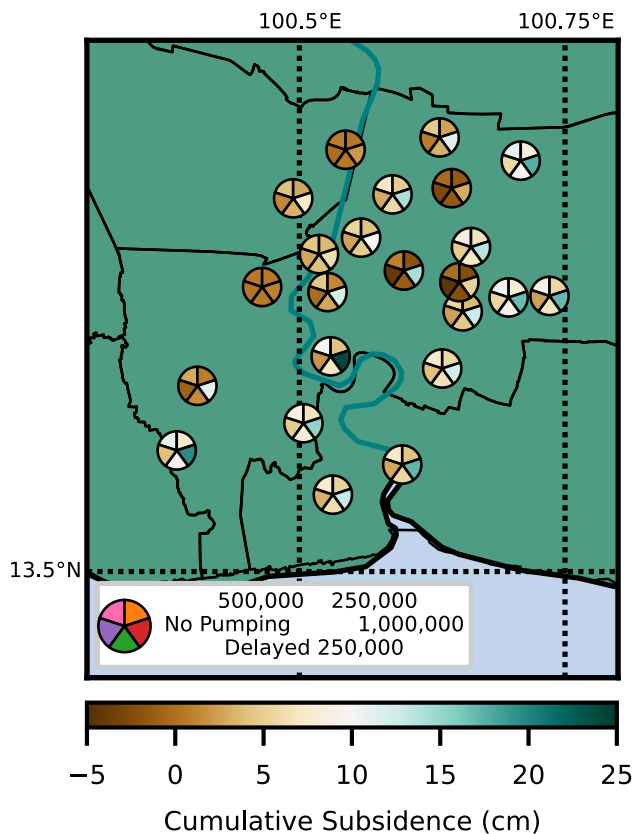 100.5°E 100.75°E
13.5°N
500,000 250,000
No Pumping 1,000,000
Delayed 250,000
−5 0 5 10 15 20 25
Cumulative Subsidence (cm)